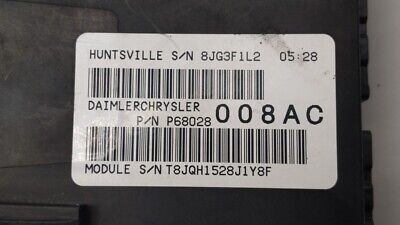 HUNTSVILLE S/N 8JG3F1L2 05:28
DAIMLERCHRYSLER
P/N P68028 008AC
MODULE S/N T8JQH1528J1Y8F